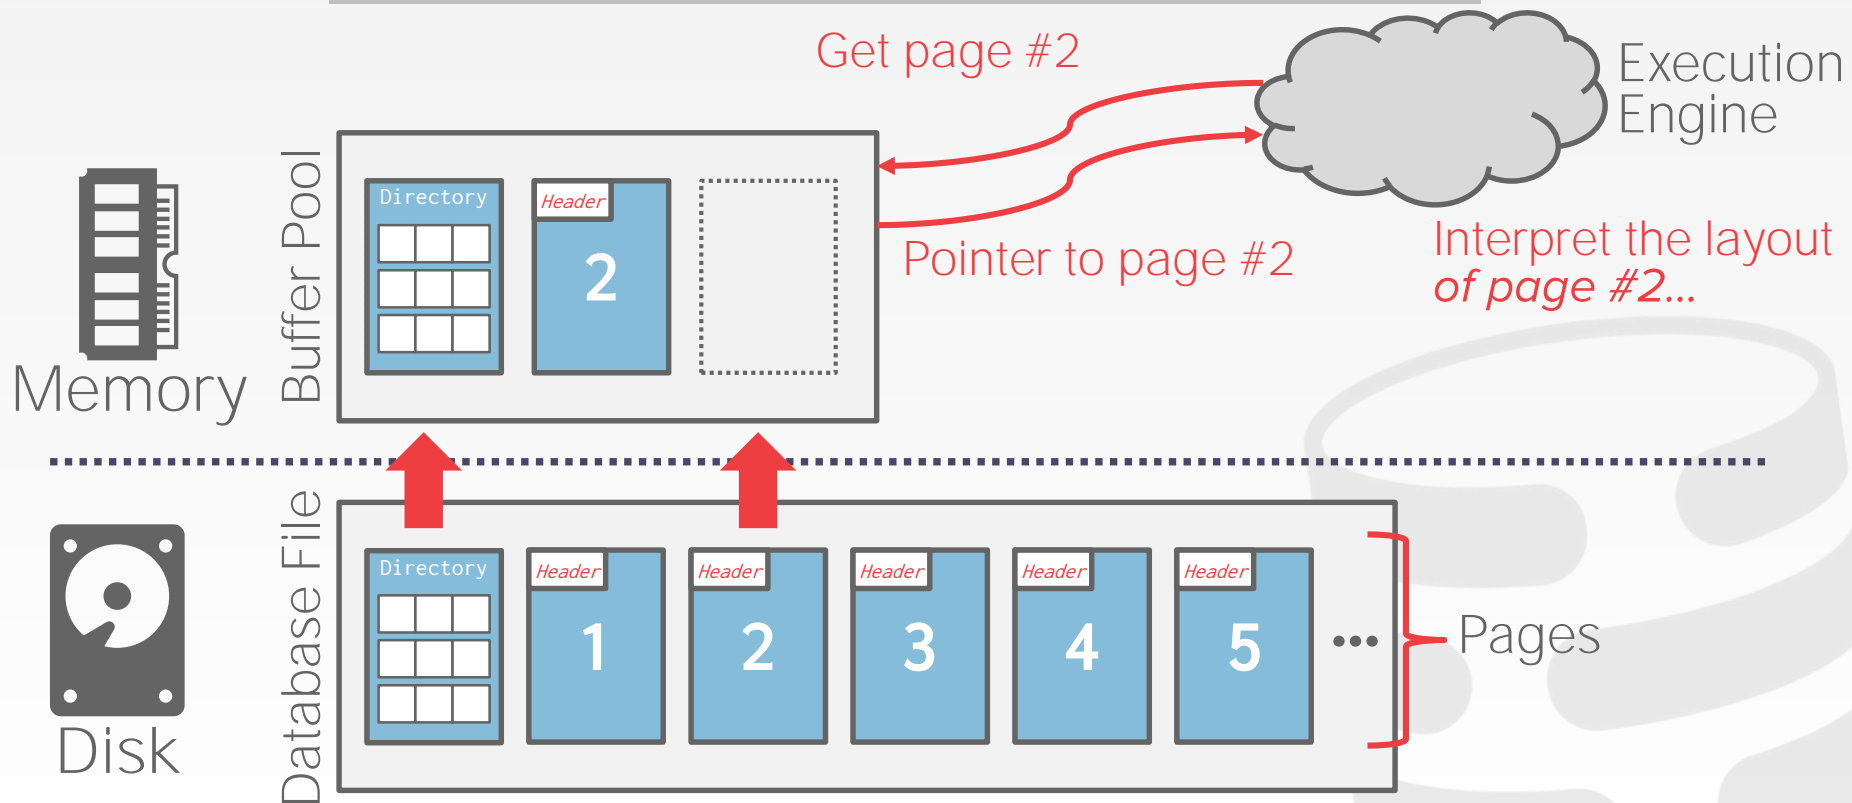 Get page #2
Execution
Engine
Memory
Buffer Pool
Directory
Header
2
Pointer to page #2
Interpret the layout
of page #2...
Disk
Database File
Directory
Header
1
Header
2
Header
3
Header
4
Header
5
...
Pages